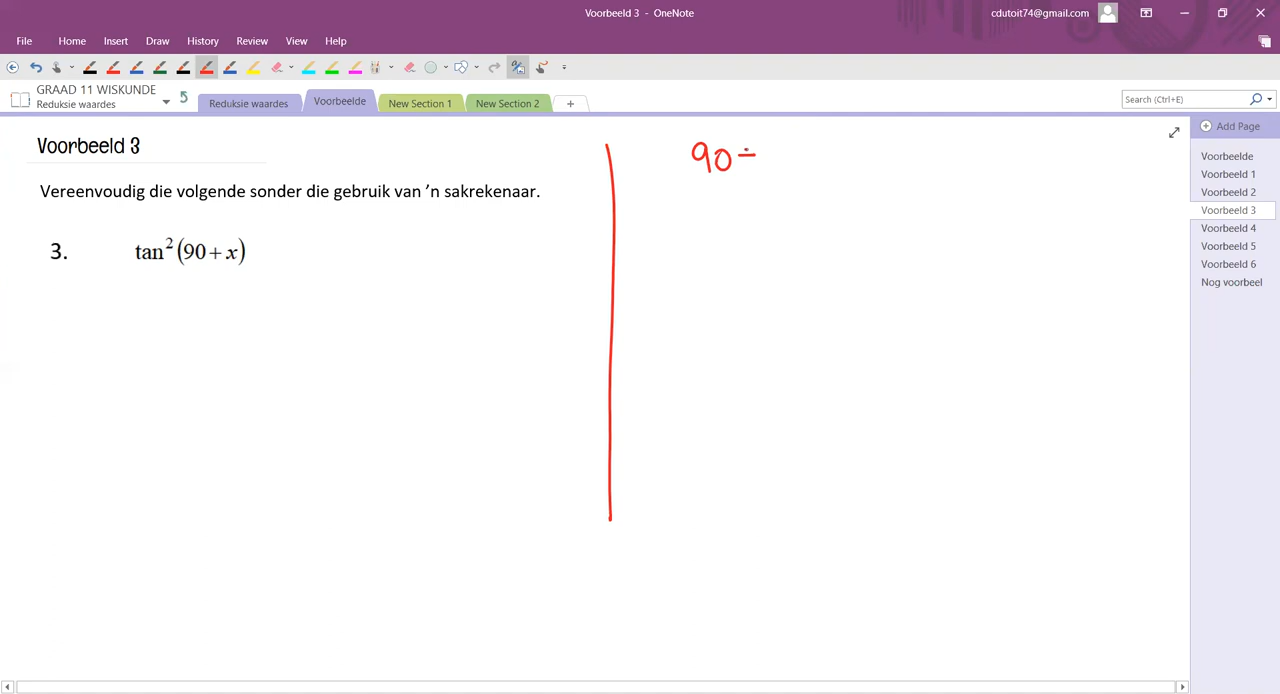 Voorbeeld 3 - OneNote
cdutoit74@gmail.com
File Home Insert Draw History Review View Help
GRAAD 11 WISKUNDE
Reduksie waardes
Reduksie waardes
Voorbeelde
New Section 1
New Section 2
+
Search (Ctrl+E)
Voorbeeld 3
Vereenvoudig die volgende sonder die gebruik van ’n sakrekenaar.
3. tan²(90 + x)
90 ÷
Add Page
Voorbeelde
Voorbeeld 1
Voorbeeld 2
Voorbeeld 3
Voorbeeld 4
Voorbeeld 5
Voorbeeld 6
Nog voorbeel